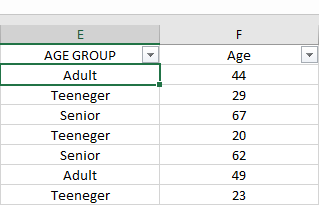 E F
AGE GROUP Age
Adult 44
Teeneger 29
Senior 67
Teeneger 20
Senior 62
Adult 49
Teeneger 23